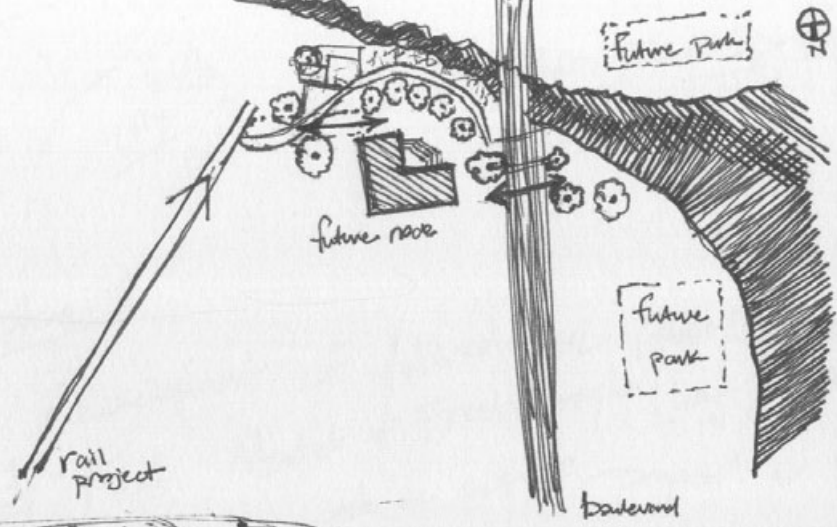 future park
N
future node
future
park
rail
project
boulevard